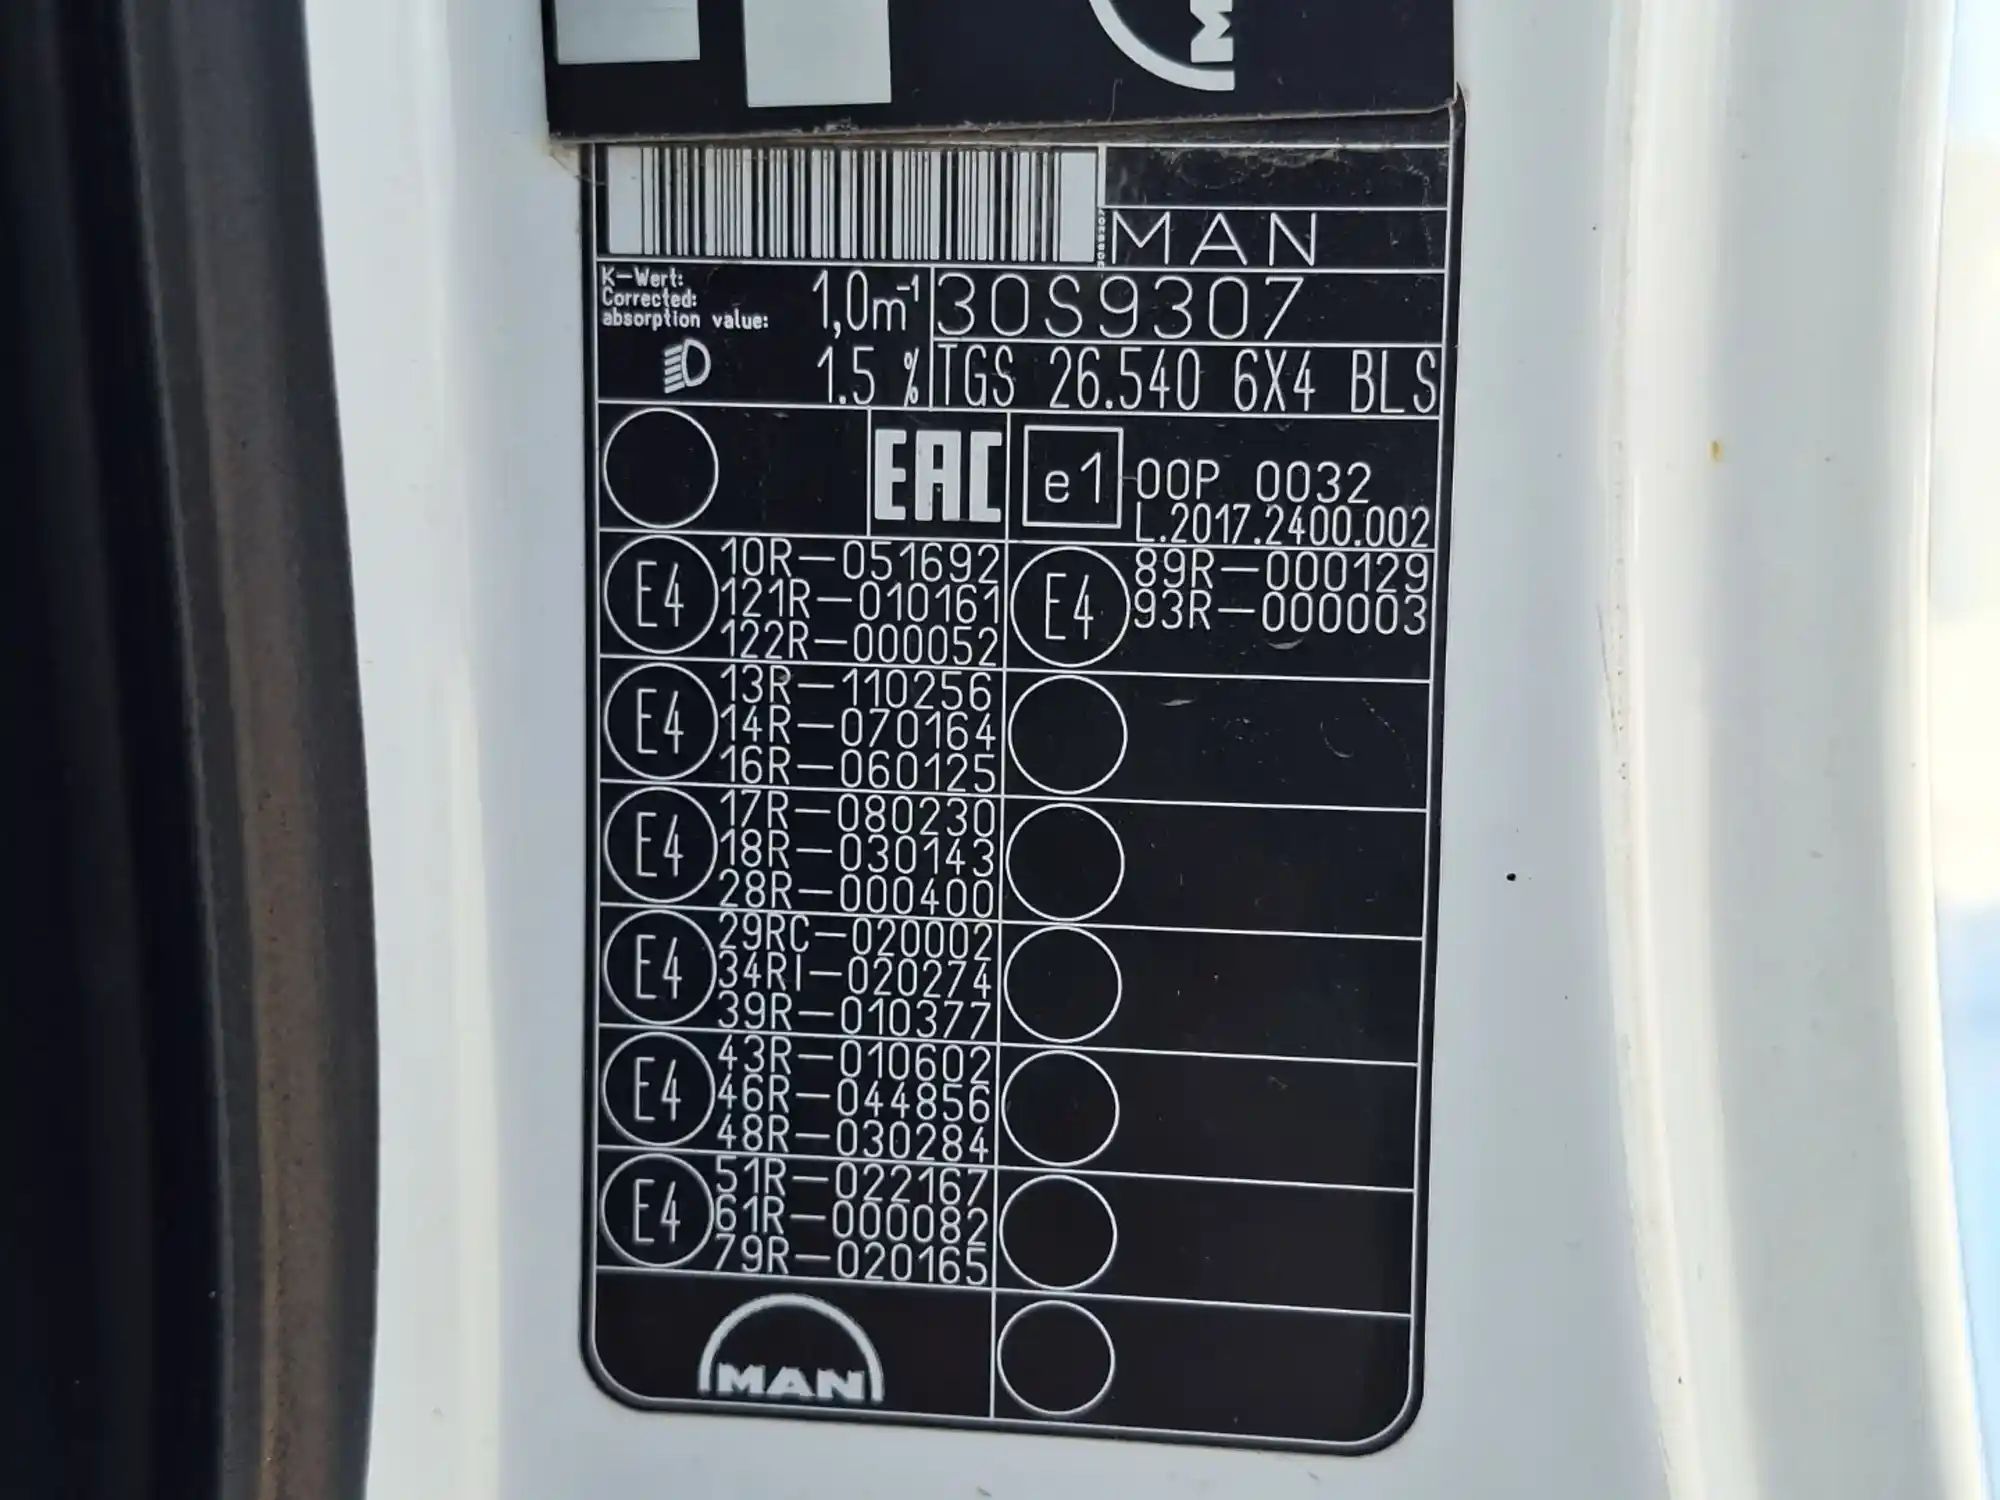 M
MAN
K-Wert:
Corrected:
absorption value:
1,0m⁻¹
30S9307
1.5 %
TGS 26.540 6X4 BLS
EAC
e1
00P 0032
L.2017.2400.002
E4
10R-051692
121R-010161
122R-000052
E4
89R-000129
93R-000003
E4
13R-110256
14R-070164
16R-060125
E4
17R-080230
18R-030143
28R-000400
E4
29RC-020002
34RI-020274
39R-010377
E4
43R-010602
46R-044856
48R-030284
E4
51R-022167
61R-000082
79R-020165
MAN